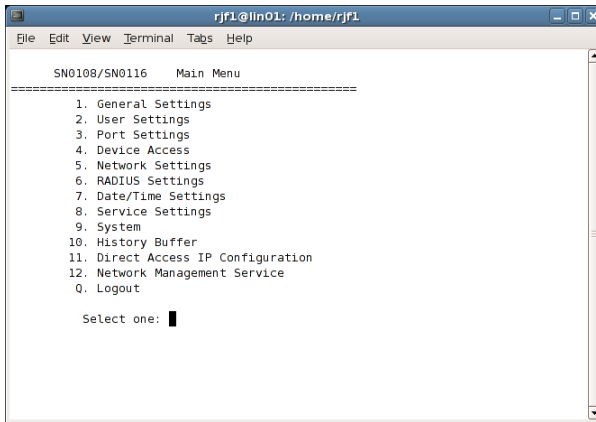 rjf1@lin01: /home/rjf1
File Edit View Terminal Tabs Help
SN0108/SN0116 Main Menu
================================================
1. General Settings
2. User Settings
3. Port Settings
4. Device Access
5. Network Settings
6. RADIUS Settings
7. Date/Time Settings
8. Service Settings
9. System
10. History Buffer
11. Direct Access IP Configuration
12. Network Management Service
Q. Logout
Select one: